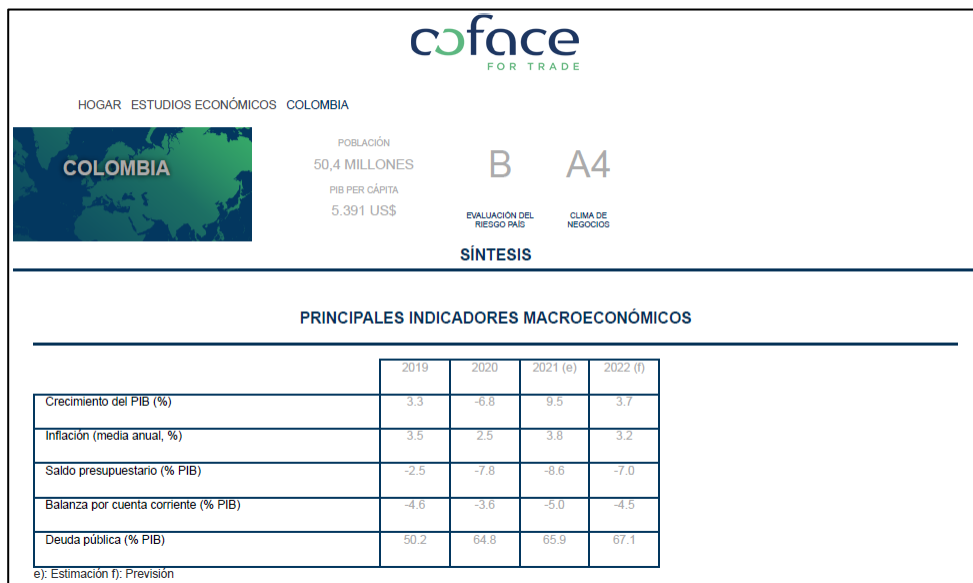 coface
FOR TRADE
HOGAR ESTUDIOS ECONÓMICOS COLOMBIA
COLOMBIA
POBLACIÓN
50,4 MILLONES
PIB PER CÁPITA
5.391 US$
B
EVALUACIÓN DEL
RIESGO PAÍS
A4
CLIMA DE
NEGOCIOS
SÍNTESIS
PRINCIPALES INDICADORES MACROECONÓMICOS
2019 2020 2021 (e) 2022 (f)
Crecimiento del PIB (%) 3.3 -6.8 9.5 3.7
Inflación (media anual, %) 3.5 2.5 3.8 3.2
Saldo presupuestario (% PIB) -2.5 -7.8 -8.6 -7.0
Balanza por cuenta corriente (% PIB) -4.6 -3.6 -5.0 -4.5
Deuda pública (% PIB) 50.2 64.8 65.9 67.1
e): Estimación f): Previsión